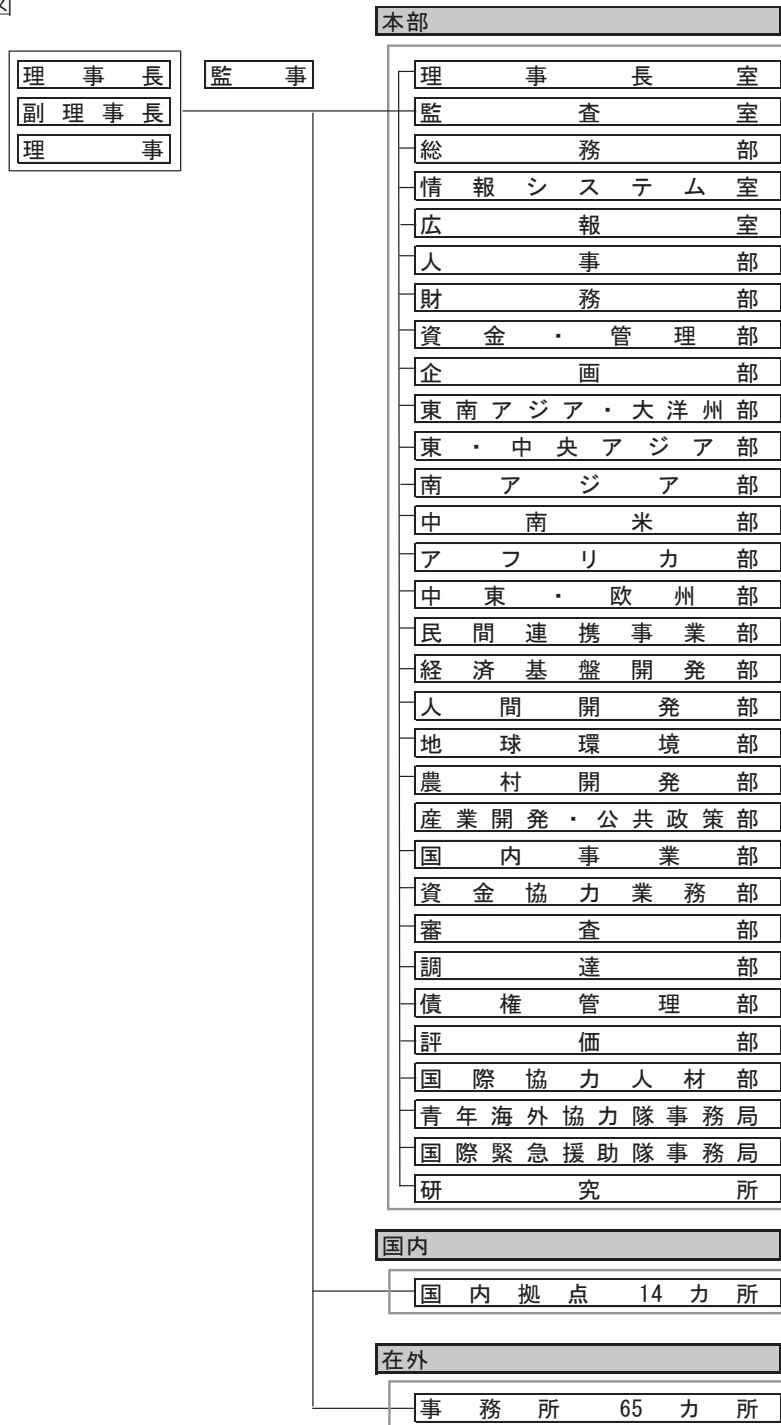 図
本部
理事長
監事
副理事長
理事
理事長室
監査室
総務部
情報システム室
広報室
人事部
財務部
資金・管理部
企画部
東南アジア・大洋州部
東・中央アジア部
南アジア部
中南米部
アフリカ部
中東・欧州部
民間連携事業部
経済基盤開発部
人間開発部
地球環境部
農村開発部
産業開発・公共政策部
国内事業部
資金協力業務部
審査部
調達部
債権管理部
評価部
国際協力人材部
青年海外協力隊事務局
国際緊急援助隊事務局
研究所
国内
国内拠点 14カ所
在外
事務所 65カ所